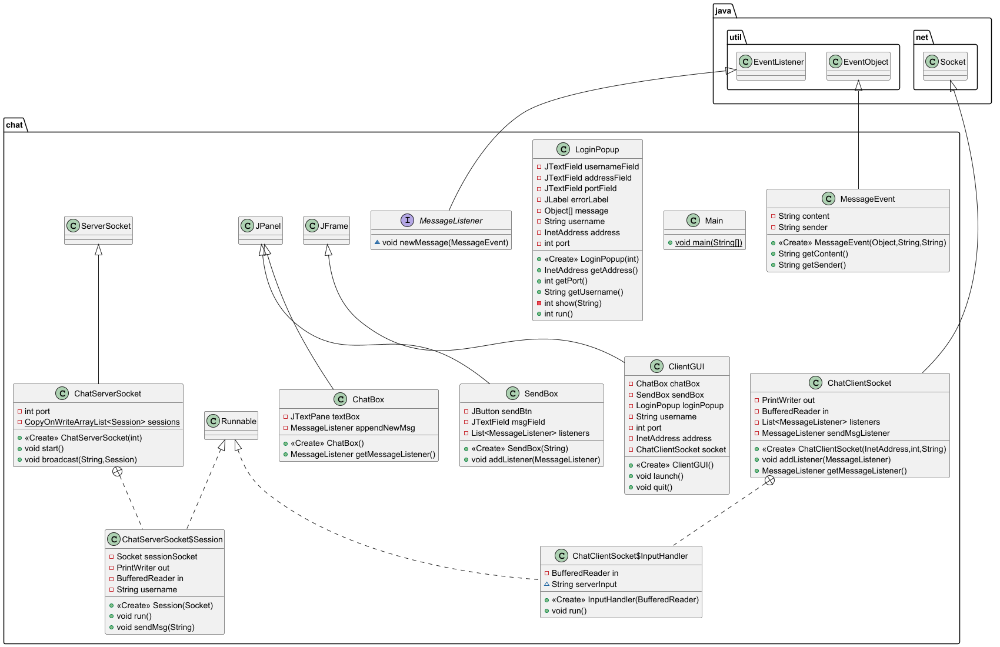 java
util
net
C EventListener
C EventObject
C Socket
chat
C LoginPopup
JTextField usernameField
JTextField addressField
JTextField portField
JLabel errorLabel
Object[] message
String username
InetAddress address
int port
«Create» LoginPopup(int)
InetAddress getAddress()
int getPort()
String getUsername()
int show(String)
int run()
C ServerSocket
C JPanel
C JFrame
I MessageListener
void newMessage(MessageEvent)
C Main
void main(String[])
C MessageEvent
String content
String sender
«Create» MessageEvent(Object,String,String)
String getContent()
String getSender()
C ChatServerSocket
int port
CopyOnWriteArrayList<Session> sessions
«Create» ChatServerSocket(int)
void start()
void broadcast(String,Session)
C Runnable
C ChatBox
JTextPane textBox
MessageListener appendNewMsg
«Create» ChatBox()
MessageListener getMessageListener()
C SendBox
JButton sendBtn
JTextField msgField
List<MessageListener> listeners
«Create» SendBox(String)
void addListener(MessageListener)
C ClientGUI
ChatBox chatBox
SendBox sendBox
LoginPopup loginPopup
String username
int port
InetAddress address
ChatClientSocket socket
«Create» ClientGUI()
void launch()
void quit()
C ChatClientSocket
PrintWriter out
BufferedReader in
List<MessageListener> listeners
MessageListener sendMsgListener
«Create» ChatClientSocket(InetAddress,int,String)
void addListener(MessageListener)
MessageListener getMessageListener()
C ChatServerSocket$Session
Socket sessionSocket
PrintWriter out
BufferedReader in
String username
«Create» Session(Socket)
void run()
void sendMsg(String)
C ChatClientSocket$InputHandler
BufferedReader in
String serverInput
«Create» InputHandler(BufferedReader)
void run()